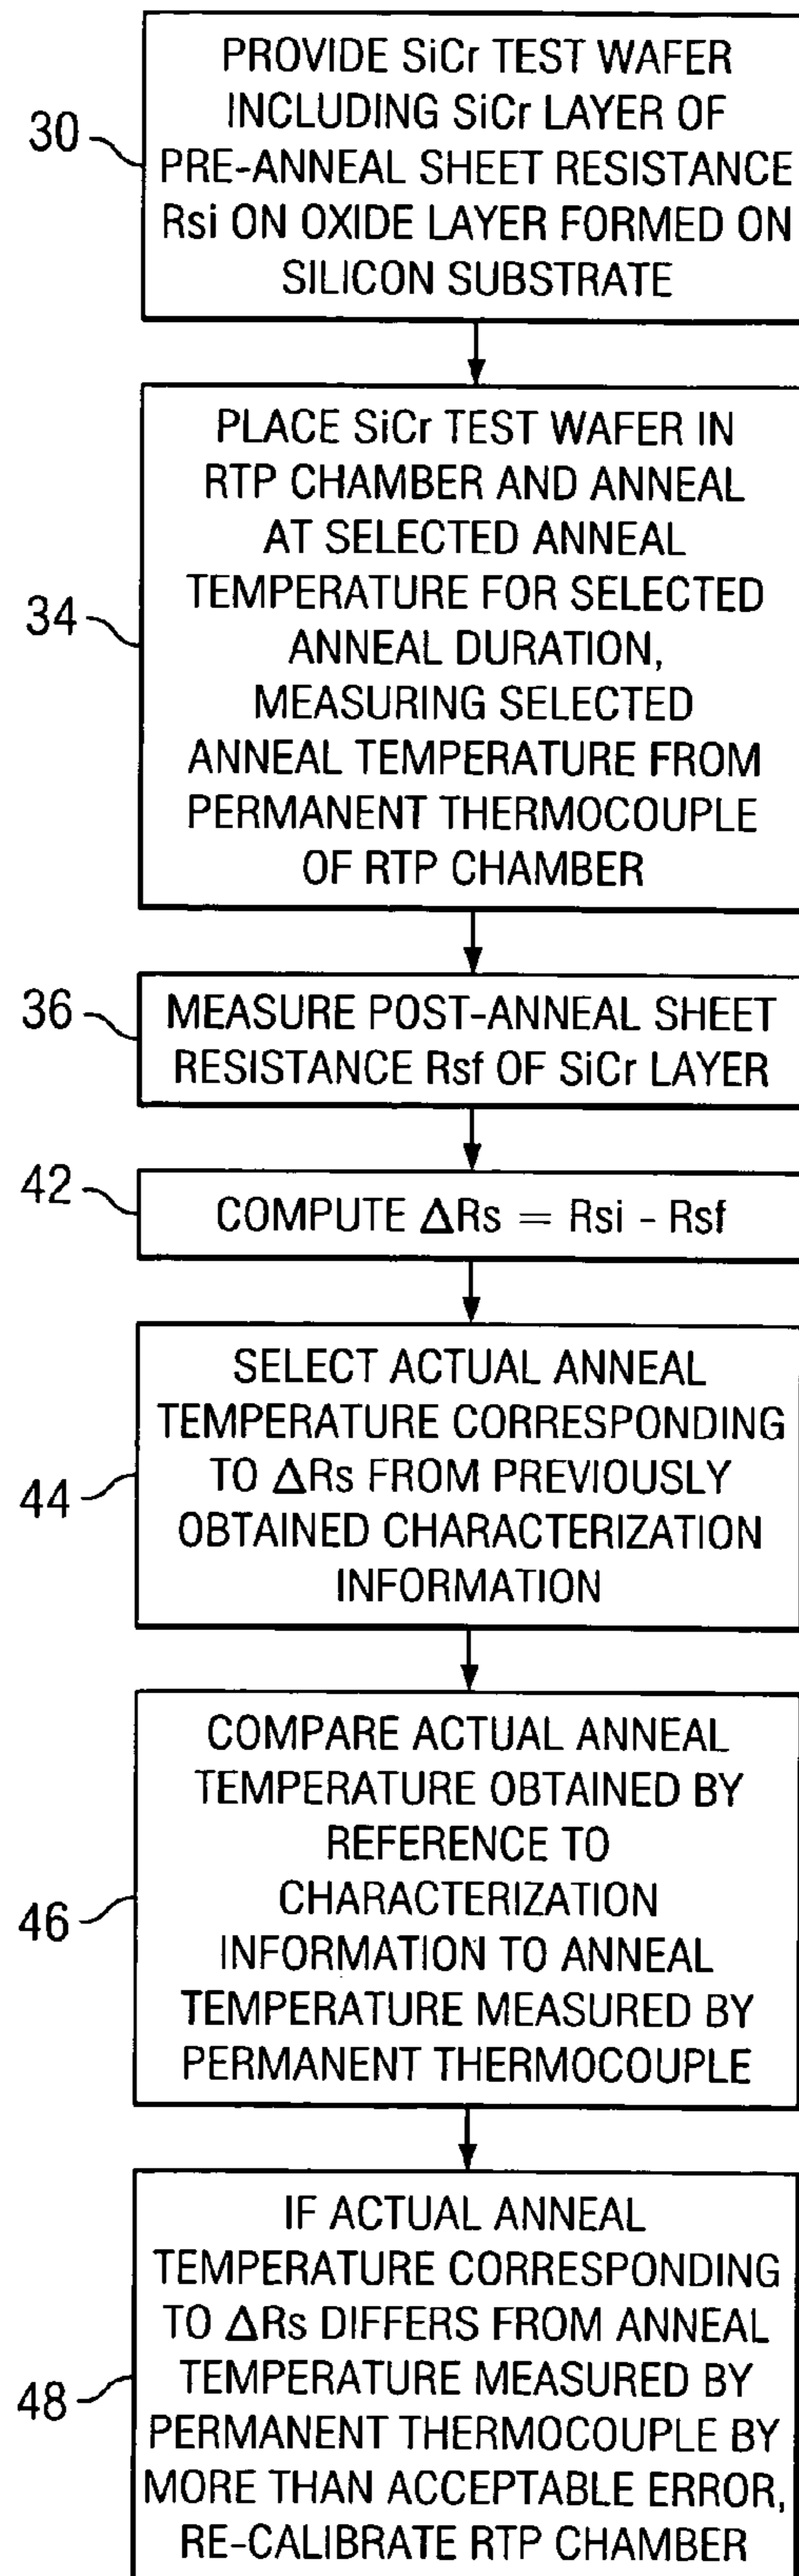 30
PROVIDE SiCr TEST WAFER
INCLUDING SiCr LAYER OF
PRE-ANNEAL SHEET RESISTANCE
Rsi ON OXIDE LAYER FORMED ON
SILICON SUBSTRATE
34
PLACE SiCr TEST WAFER IN
RTP CHAMBER AND ANNEAL
AT SELECTED ANNEAL
TEMPERATURE FOR SELECTED
ANNEAL DURATION,
MEASURING SELECTED
ANNEAL TEMPERATURE FROM
PERMANENT THERMOCOUPLE
OF RTP CHAMBER
36
MEASURE POST-ANNEAL SHEET
RESISTANCE Rsf OF SiCr LAYER
42
COMPUTE ΔRs = Rsi - Rsf
44
SELECT ACTUAL ANNEAL
TEMPERATURE CORRESPONDING
TO ΔRs FROM PREVIOUSLY
OBTAINED CHARACTERIZATION
INFORMATION
46
COMPARE ACTUAL ANNEAL
TEMPERATURE OBTAINED BY
REFERENCE TO
CHARACTERIZATION
INFORMATION TO ANNEAL
TEMPERATURE MEASURED BY
PERMANENT THERMOCOUPLE
48
IF ACTUAL ANNEAL
TEMPERATURE CORRESPONDING
TO ΔRs DIFFERS FROM ANNEAL
TEMPERATURE MEASURED BY
PERMANENT THERMOCOUPLE BY
MORE THAN ACCEPTABLE ERROR,
RE-CALIBRATE RTP CHAMBER